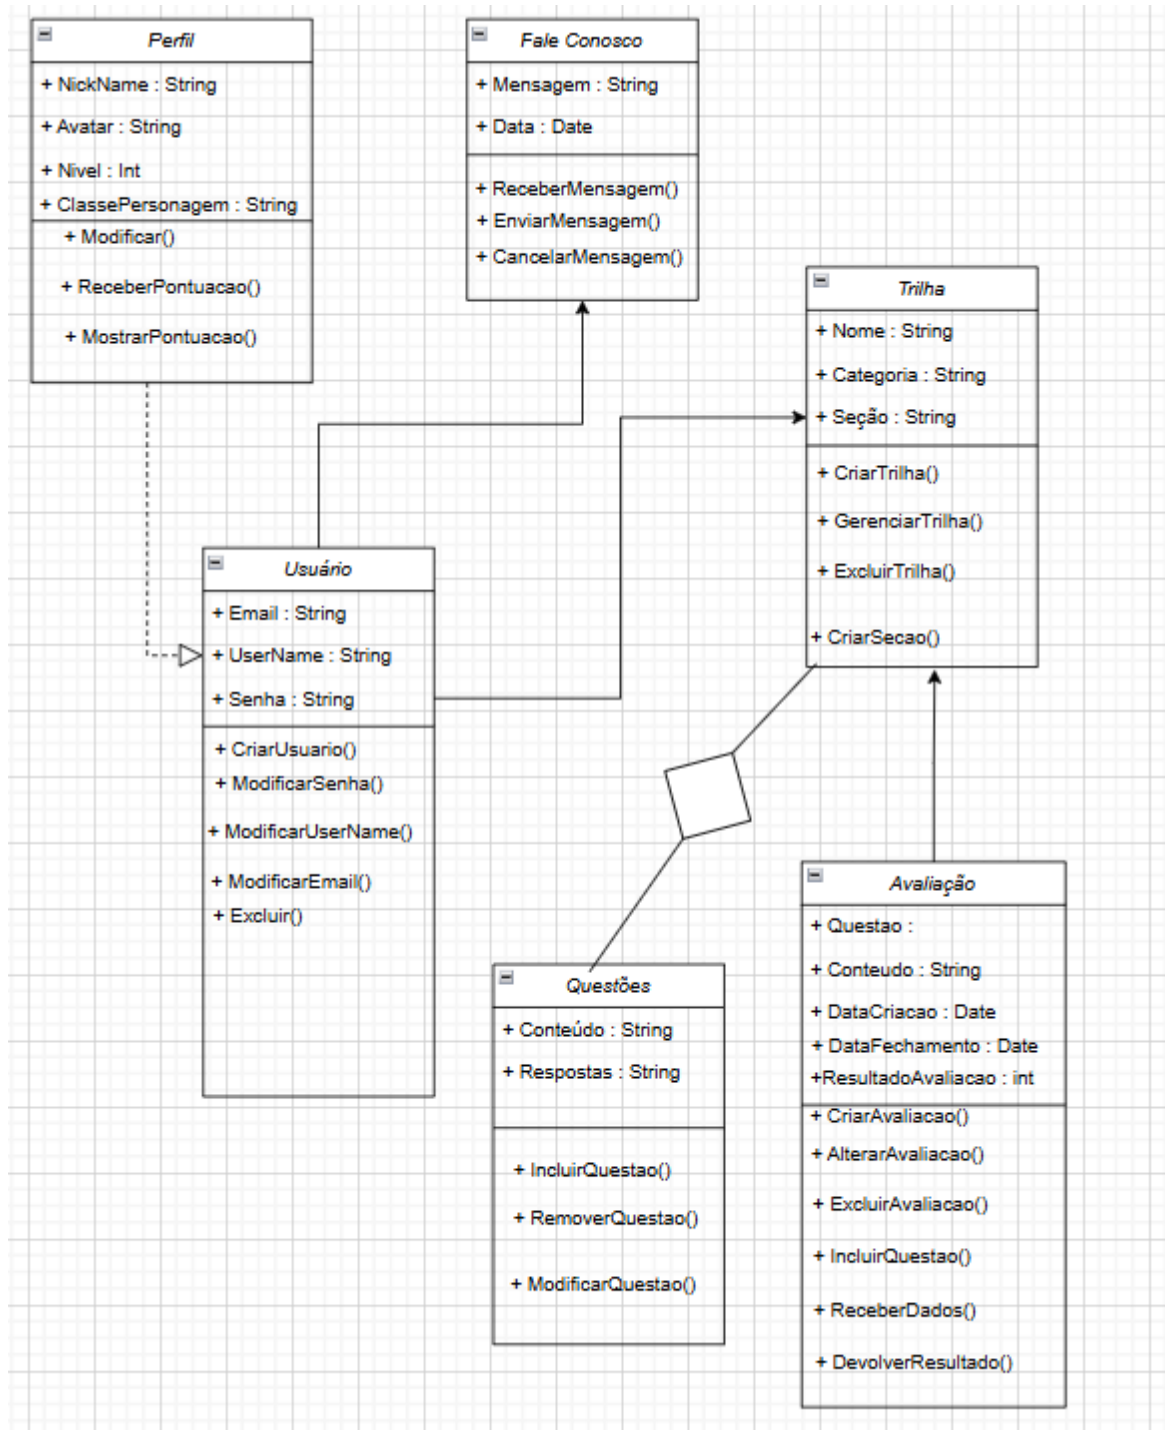 Perfil
+ NickName : String
+ Avatar : String
+ Nivel : Int
+ ClassePersonagem : String
+ Modificar()
+ ReceberPontuacao()
+ MostrarPontuacao()
Fale Conosco
+ Mensagem : String
+ Data : Date
+ ReceberMensagem()
+ EnviarMensagem()
+ CancelarMensagem()
Trilha
+ Nome : String
+ Categoria : String
+ Seção : String
+ CriarTrilha()
+ GerenciarTrilha()
+ ExcluirTrilha()
+ CriarSecao()
Usuário
+ Email : String
+ UserName : String
+ Senha : String
+ CriarUsuario()
+ ModificarSenha()
+ ModificarUserName()
+ ModificarEmail()
+ Excluir()
Questões
+ Conteúdo : String
+ Respostas : String
+ IncluirQuestao()
+ RemoverQuestao()
+ ModificarQuestao()
Avaliação
+ Questao :
+ Conteudo : String
+ DataCriacao : Date
+ DataFechamento : Date
+ResultadoAvaliacao : int
+ CriarAvaliacao()
+ AlterarAvaliacao()
+ ExcluirAvaliacao()
+ IncluirQuestao()
+ ReceberDados()
+ DevolverResultado()